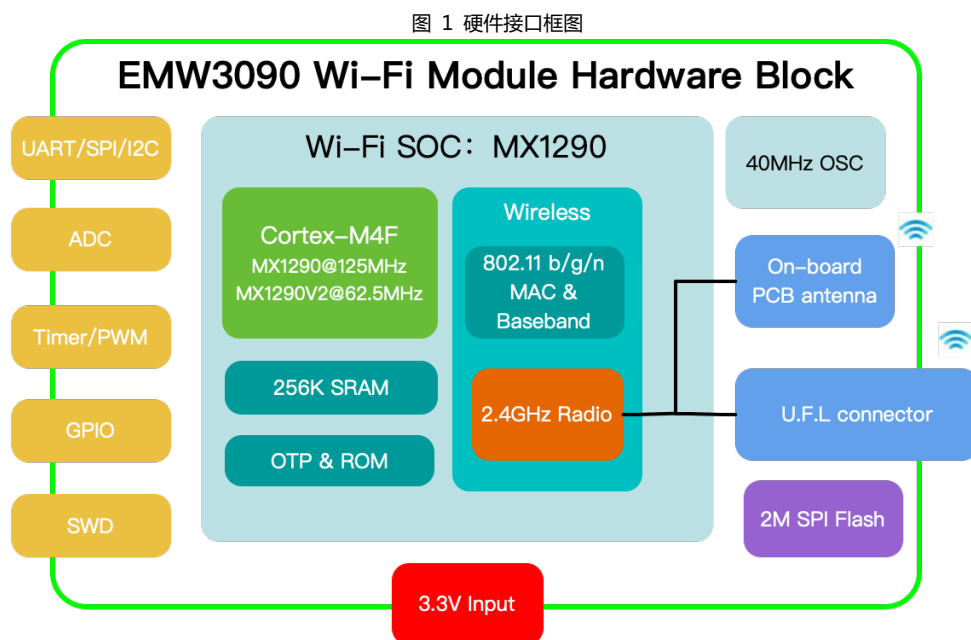 图 1 硬件接口框图
EMW3090 Wi-Fi Module Hardware Block
UART/SPI/I2C
ADC
Timer/PWM
GPIO
SWD
Wi-Fi SOC：MX1290
Cortex-M4F
MX1290@125MHz
MX1290V2@62.5MHz
256K SRAM
OTP & ROM
Wireless
802.11 b/g/n
MAC &
Baseband
2.4GHz Radio
40MHz OSC
On-board
PCB antenna
U.F.L connector
2M SPI Flash
3.3V Input